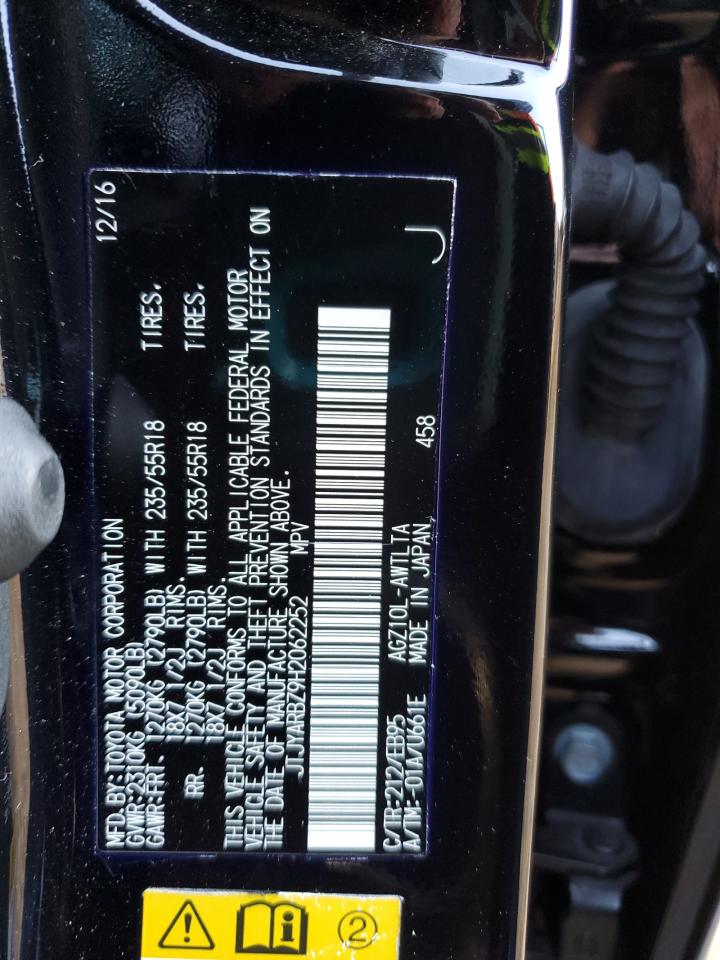 MFD. BY: TOYOTA MOTOR CORPORATION 12/16
GVWR: 2310KG (5090LB)
GAWR: FRT. 1270KG (2790LB) WITH 235/55R18 TIRES,
18X7 1/2J RIMS.
RR. 1270KG (2790LB) WITH 235/55R18 TIRES,
18X7 1/2J RIMS.
THIS VEHICLE CONFORMS TO ALL APPLICABLE FEDERAL MOTOR
VEHICLE SAFETY AND THEFT PREVENTION STANDARDS IN EFFECT ON
THE DATE OF MANUFACTURE SHOWN ABOVE.
JTJYARBZ9H2062252 MPV
C/TR:212/EB95 AGZ10L-AWTLTA
A/TM:-01A/U661E MADE IN JAPAN 458 J
2